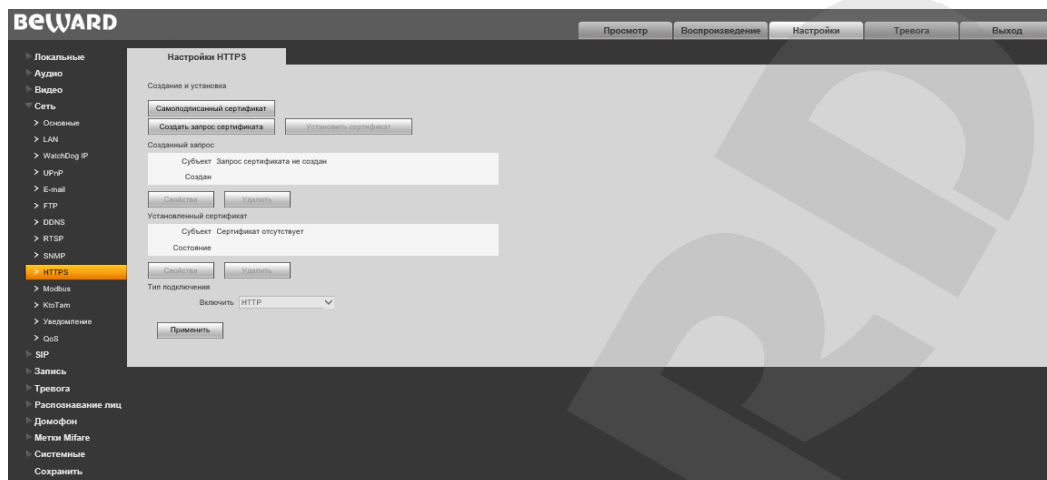 BEWARD
Просмотр
Воспроизведение
Настройки
Тревога
Выход
Локальные
Аудио
Видео
Сеть
Основные
LAN
WatchDog IP
UPnP
E-mail
FTP
DDNS
RTSP
SNMP
HTTPS
Modbus
KtoTam
Уведомление
QoS
SIP
Запись
Тревога
Распознавание лиц
Домофон
Метки Mifare
Системные
Сохранить
Настройки HTTPS
Создание и установка
Самоподписанный сертификат
Создать запрос сертификата
Установить сертификат
Созданный запрос
Субъект Запрос сертификата не создан
Создан
Свойства
Удалить
Установленный сертификат
Субъект Сертификат отсутствует
Состояние
Свойства
Удалить
Тип подключения
Включить HTTP
Применить